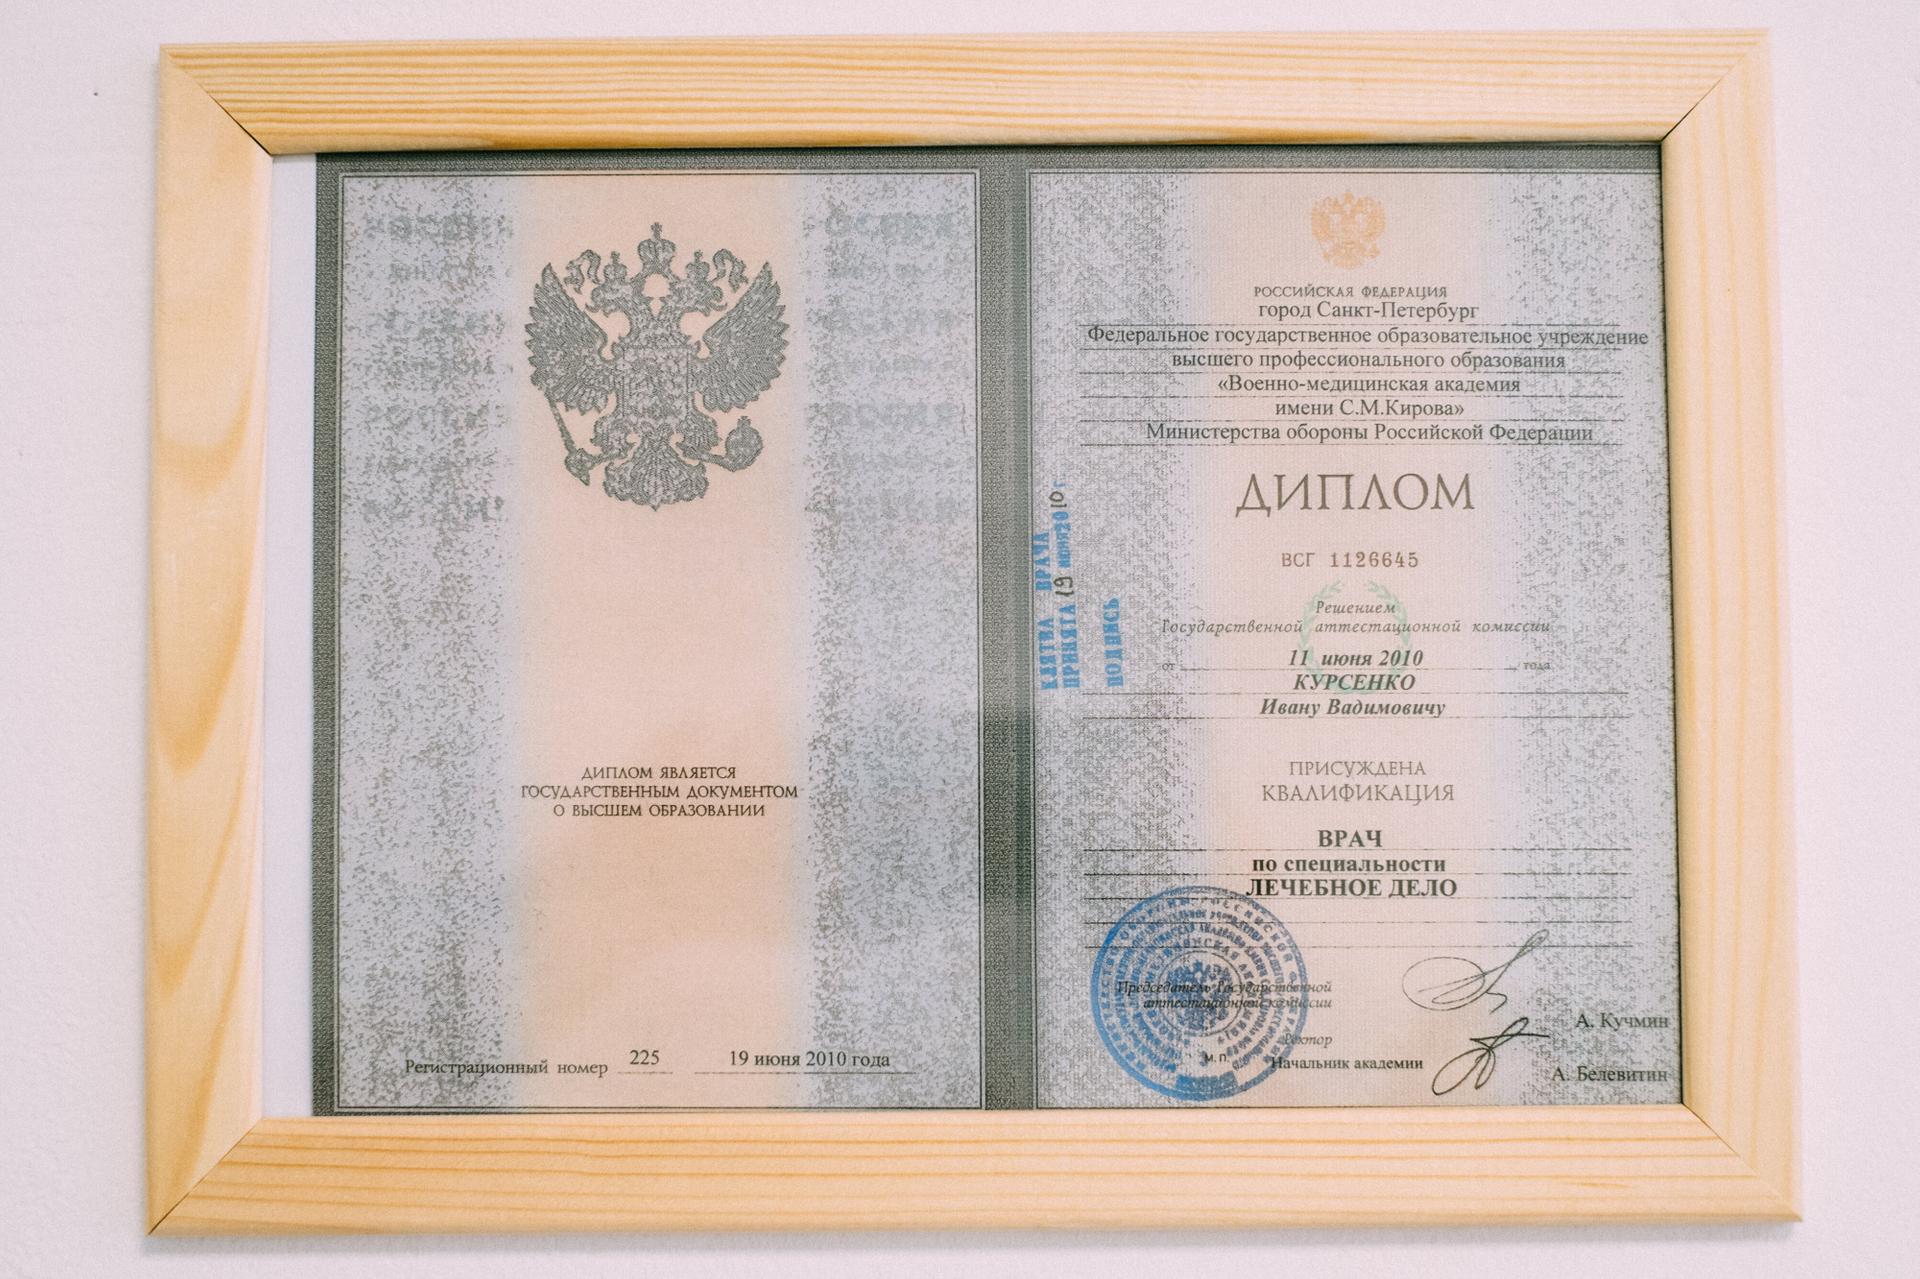 ДИПЛОМ ЯВЛЯЕТСЯ
ГОСУДАРСТВЕННЫМ ДОКУМЕНТОМ
О ВЫСШЕМ ОБРАЗОВАНИИ
Регистрационный номер 225 19 июня 2010 года
РОССИЙСКАЯ ФЕДЕРАЦИЯ
город Санкт-Петербург
Федеральное государственное образовательное учреждение
высшего профессионального образования
«Военно-медицинская академия
имени С.М.Кирова»
Министерства обороны Российской Федерации
ДИПЛОМ
ВСГ 1126645
Решением
Государственной аттестационной комиссии
от 11 июня 2010 года
КУРСЕНКО
Ивану Вадимовичу
ПРИСУЖДЕНА
КВАЛИФИКАЦИЯ
ВРАЧ
по специальности
ЛЕЧЕБНОЕ ДЕЛО
Председатель Государственной
аттестационной комиссии
А. Кучмин
Ректор
м.п. Начальник академии
А. Белевитин
КЛЯТВА ВРАЧА
ПРИНЯТА 19 июня 2010 г.
ПОДПИСЬ